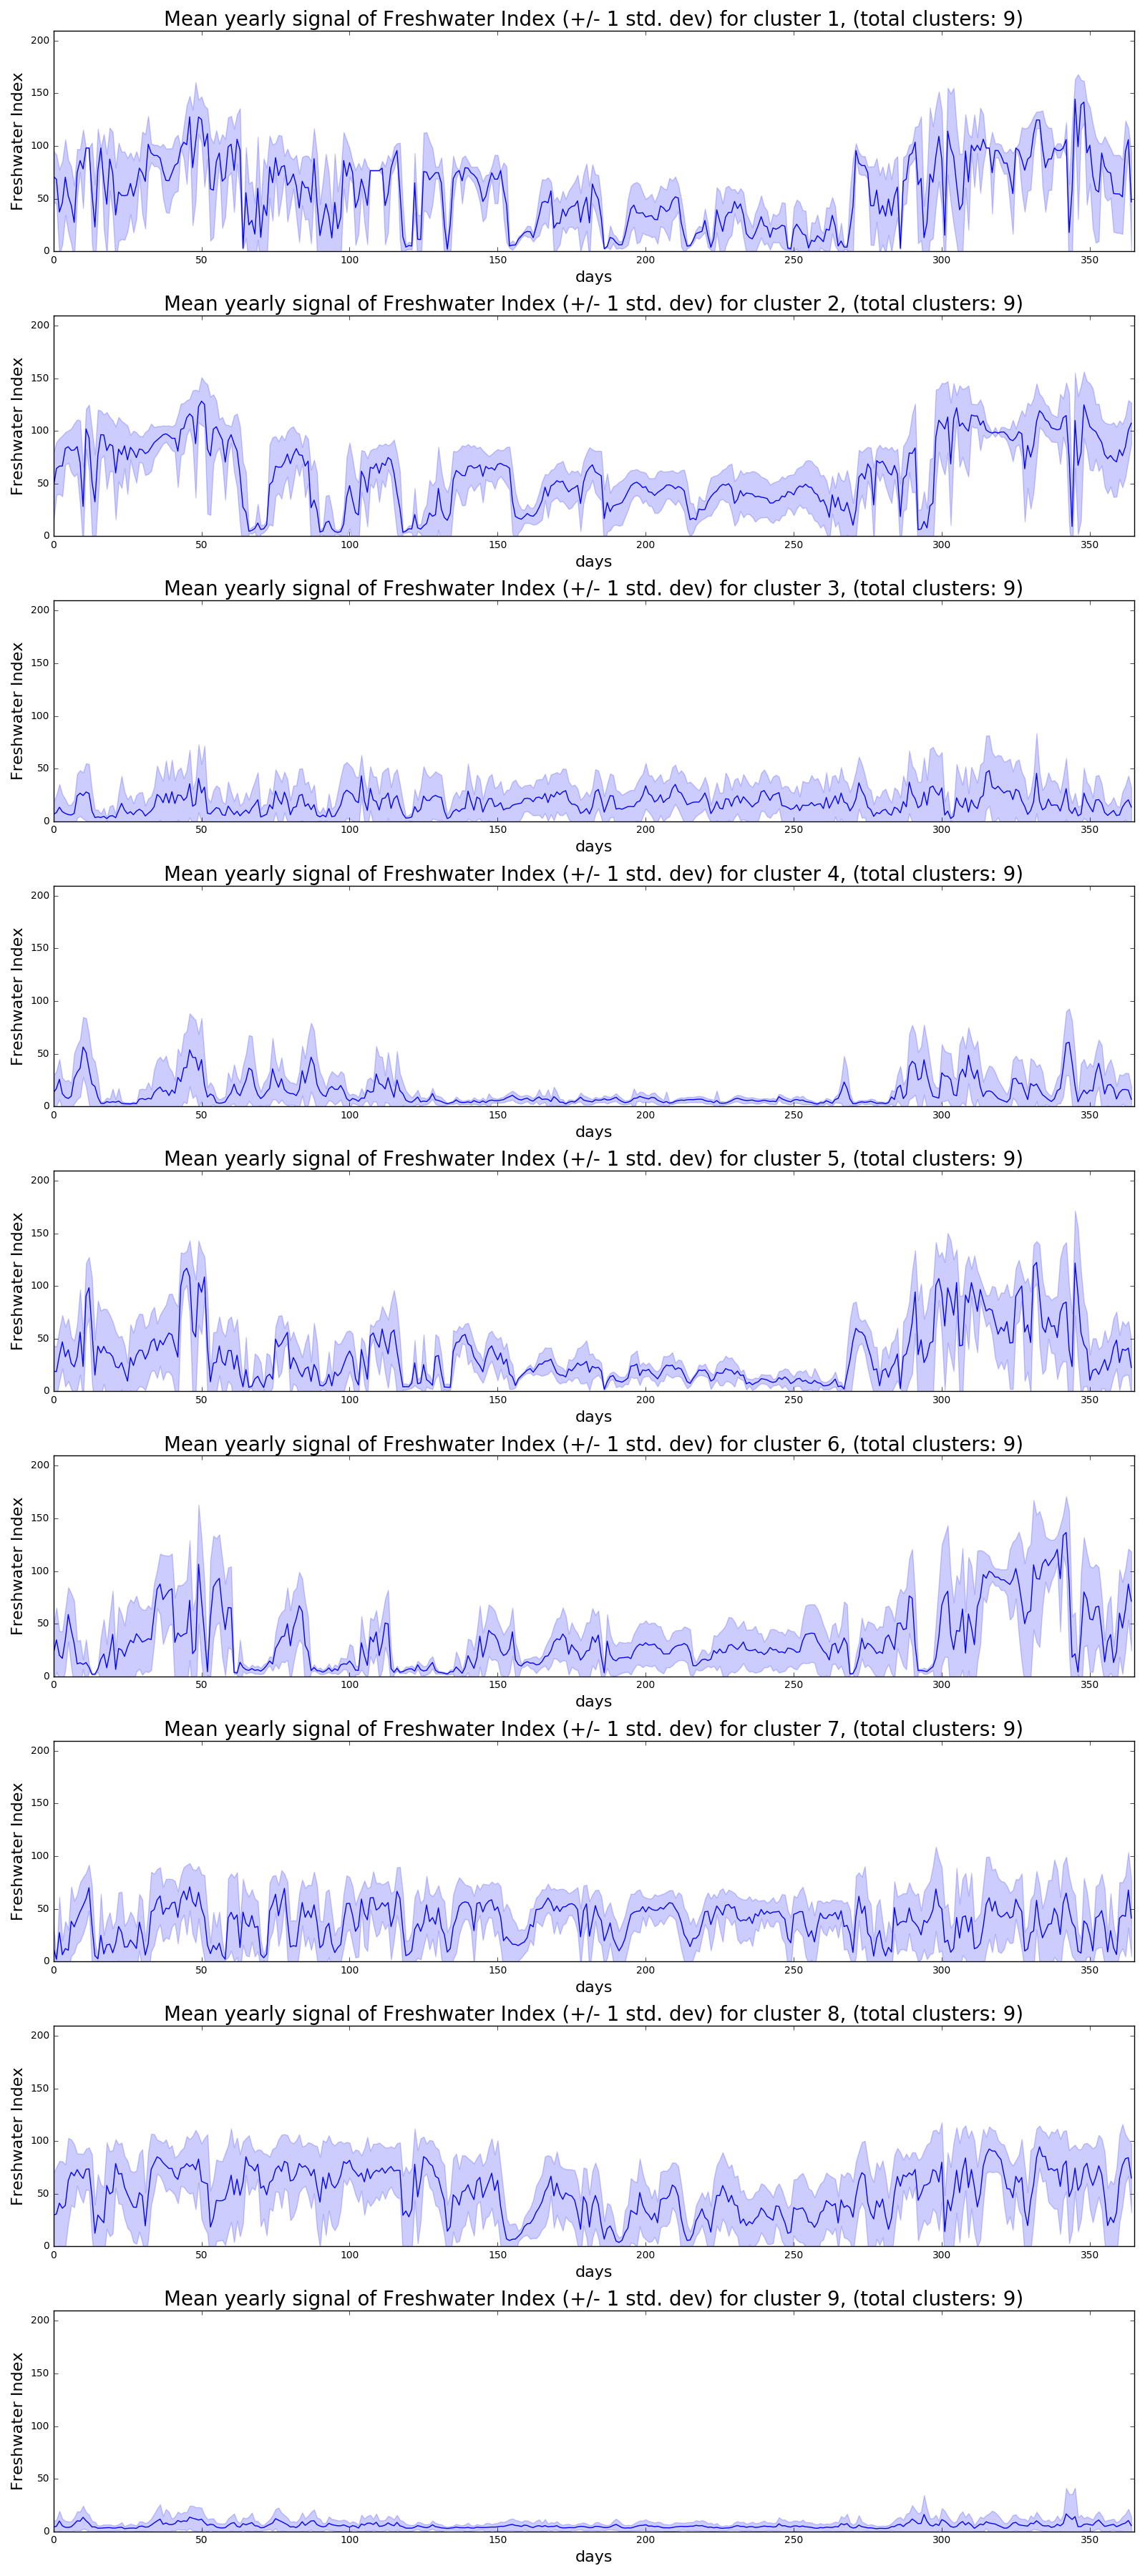 Mean yearly signal of Freshwater Index (+/- 1 std. dev) for cluster 1, (total clusters: 9)
200
150
100
50
0
Freshwater Index
0 50 100 150 200 250 300 350
days
Mean yearly signal of Freshwater Index (+/- 1 std. dev) for cluster 2, (total clusters: 9)
200
150
100
50
0
Freshwater Index
0 50 100 150 200 250 300 350
days
Mean yearly signal of Freshwater Index (+/- 1 std. dev) for cluster 3, (total clusters: 9)
200
150
100
50
0
Freshwater Index
0 50 100 150 200 250 300 350
days
Mean yearly signal of Freshwater Index (+/- 1 std. dev) for cluster 4, (total clusters: 9)
200
150
100
50
0
Freshwater Index
0 50 100 150 200 250 300 350
days
Mean yearly signal of Freshwater Index (+/- 1 std. dev) for cluster 5, (total clusters: 9)
200
150
100
50
0
Freshwater Index
0 50 100 150 200 250 300 350
days
Mean yearly signal of Freshwater Index (+/- 1 std. dev) for cluster 6, (total clusters: 9)
200
150
100
50
0
Freshwater Index
0 50 100 150 200 250 300 350
days
Mean yearly signal of Freshwater Index (+/- 1 std. dev) for cluster 7, (total clusters: 9)
200
150
100
50
0
Freshwater Index
0 50 100 150 200 250 300 350
days
Mean yearly signal of Freshwater Index (+/- 1 std. dev) for cluster 8, (total clusters: 9)
200
150
100
50
0
Freshwater Index
0 50 100 150 200 250 300 350
days
Mean yearly signal of Freshwater Index (+/- 1 std. dev) for cluster 9, (total clusters: 9)
200
150
100
50
0
Freshwater Index
0 50 100 150 200 250 300 350
days